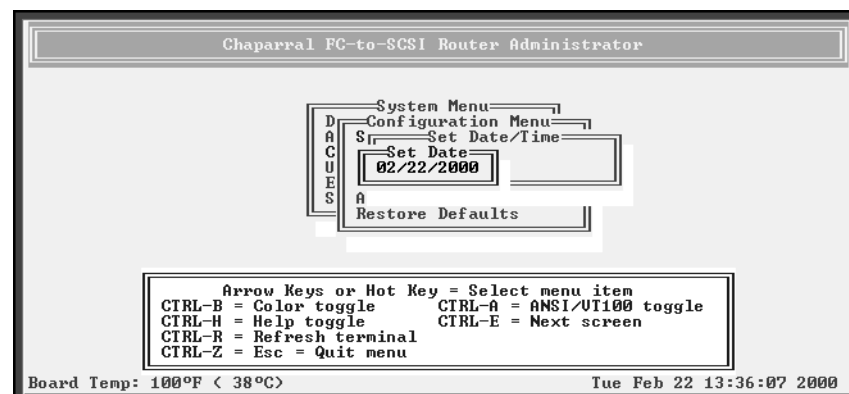 Chaparral FC-to-SCSI Router Administrator
System Menu
D Configuration Menu
A S Set Date/Time
C Set Date
U 02/22/2000
E
S A
Restore Defaults
Arrow Keys or Hot Key = Select menu item
CTRL-B = Color toggle CTRL-A = ANSI/VT100 toggle
CTRL-H = Help toggle CTRL-E = Next screen
CTRL-R = Refresh terminal
CTRL-Z = Esc = Quit menu
Board Temp: 100ºF ( 38ºC) Tue Feb 22 13:36:07 2000